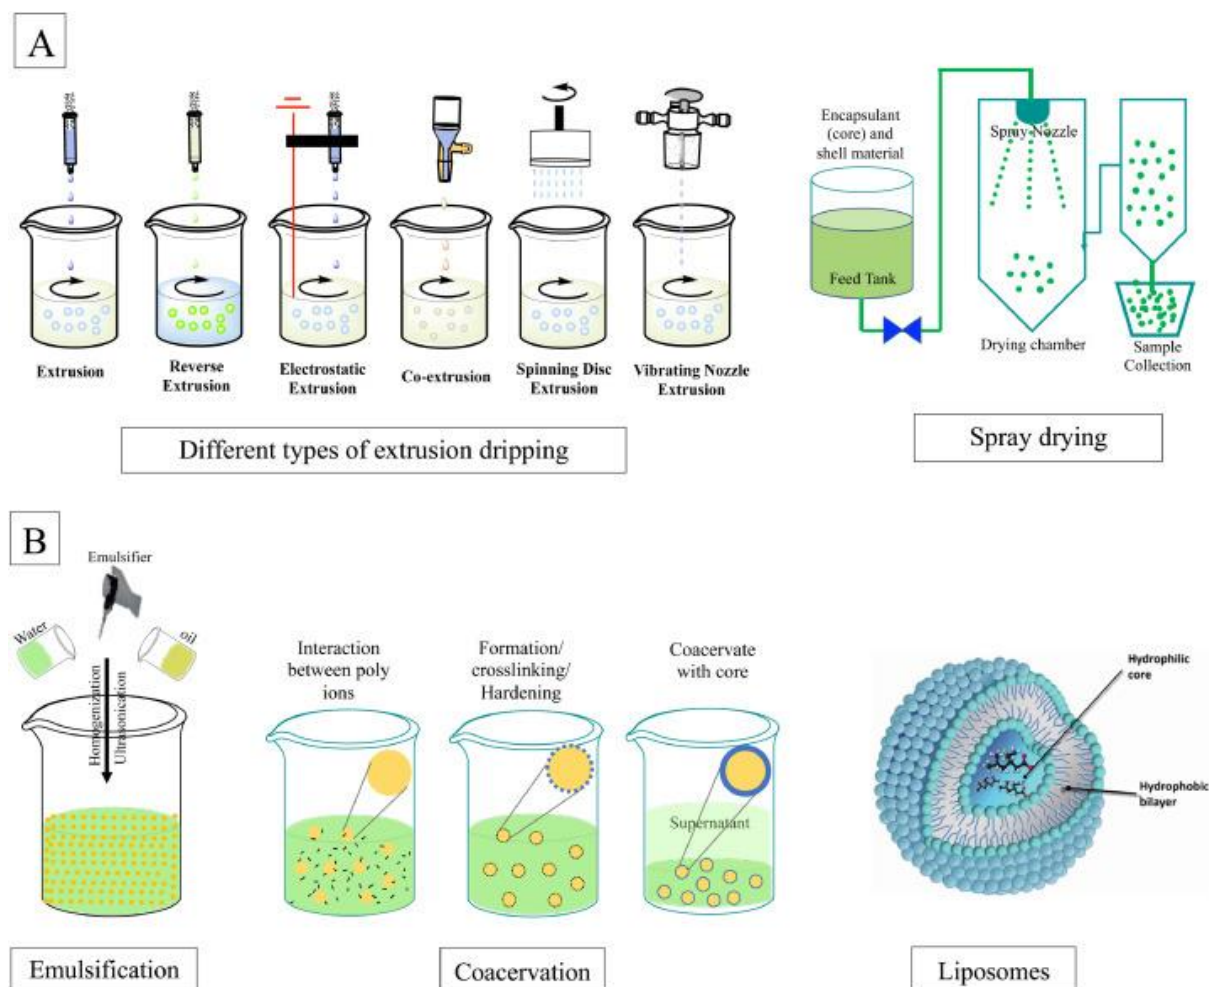 A
Encapsulant
(core) and
shell material
Spray Nozzle
Feed Tank
Drying chamber
Sample
Collection
Extrusion
Reverse
Extrusion
Electrostatic
Extrusion
Co-extrusion
Spinning Disc
Extrusion
Vibrating Nozzle
Extrusion
Different types of extrusion dripping
Spray drying
B
Emulsifier
Water
oil
Homogenization
Ultrasonication
Interaction
between poly
ions
Formation/
crosslinking/
Hardening
Coacervate
with core
Supernatant
Hydrophilic
core
Hydrophobic
bilayer
Emulsification
Coacervation
Liposomes